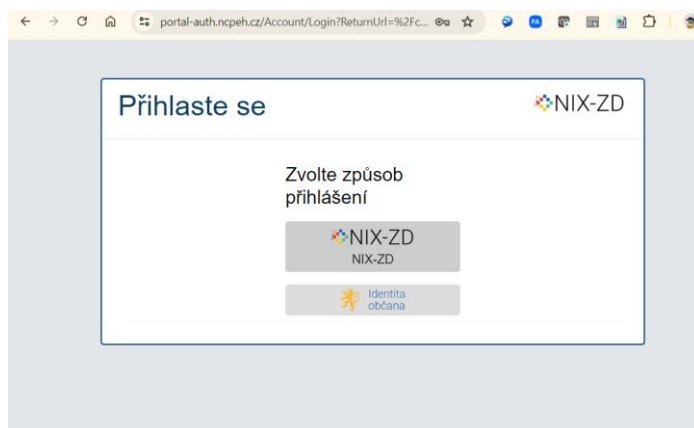 portal-auth.ncpeh.cz/Account/Login?ReturnUrl=%2Fc...
FA
Přihlaste se
NIX-ZD
Zvolte způsob
přihlášení
NIX-ZD
NIX-ZD
Identita
občana